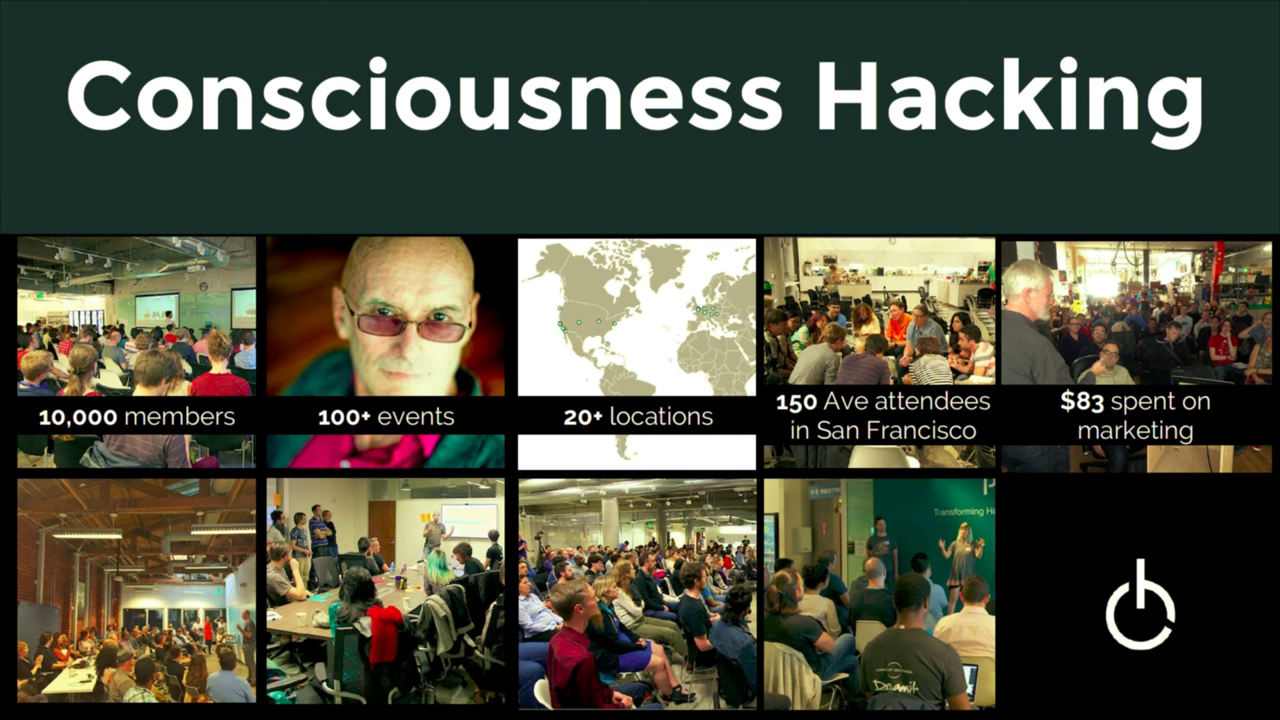 Consciousness Hacking
10,000 members
100+ events
20+ locations
150 Ave attendees
in San Francisco
$83 spent on
marketing
Transforming